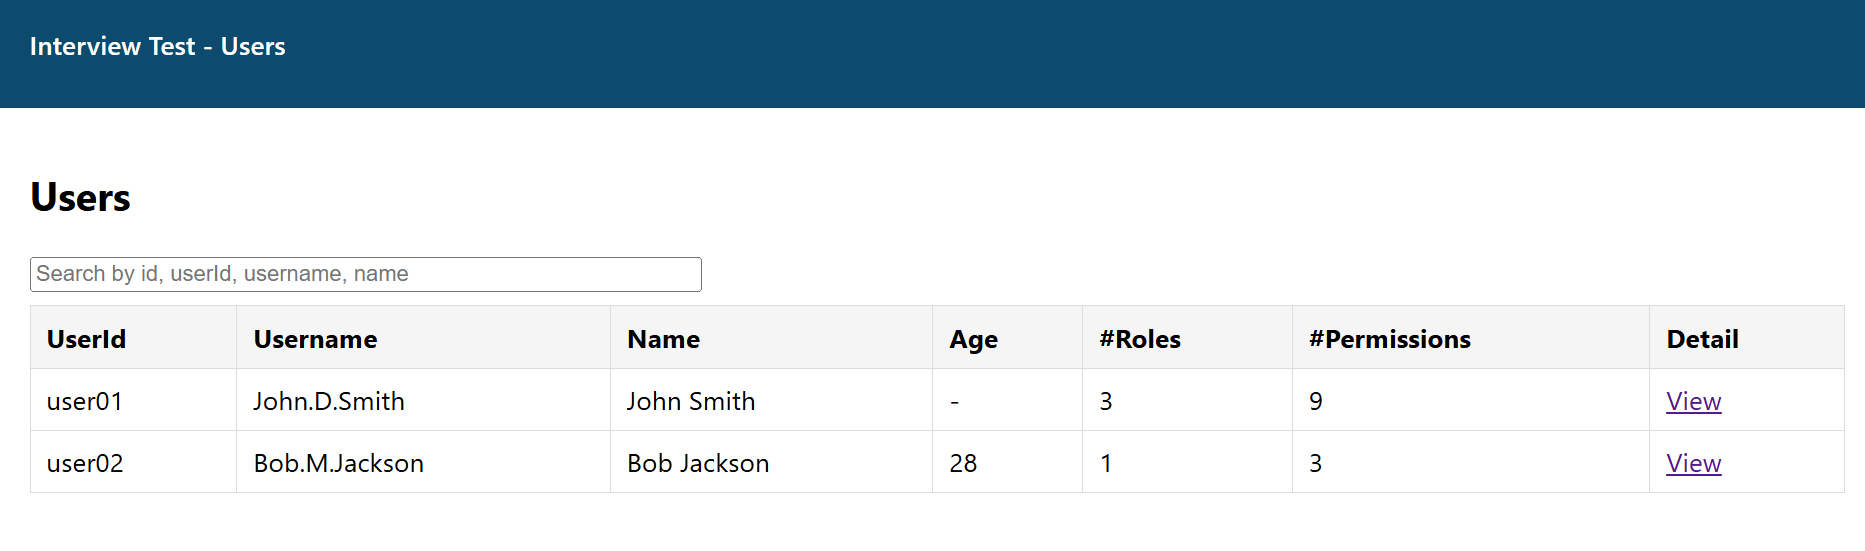 Interview Test - Users
Users
Search by id, userId, username, name
UserId Username Name Age #Roles #Permissions Detail
user01 John.D.Smith John Smith - 3 9 View
user02 Bob.M.Jackson Bob Jackson 28 1 3 View